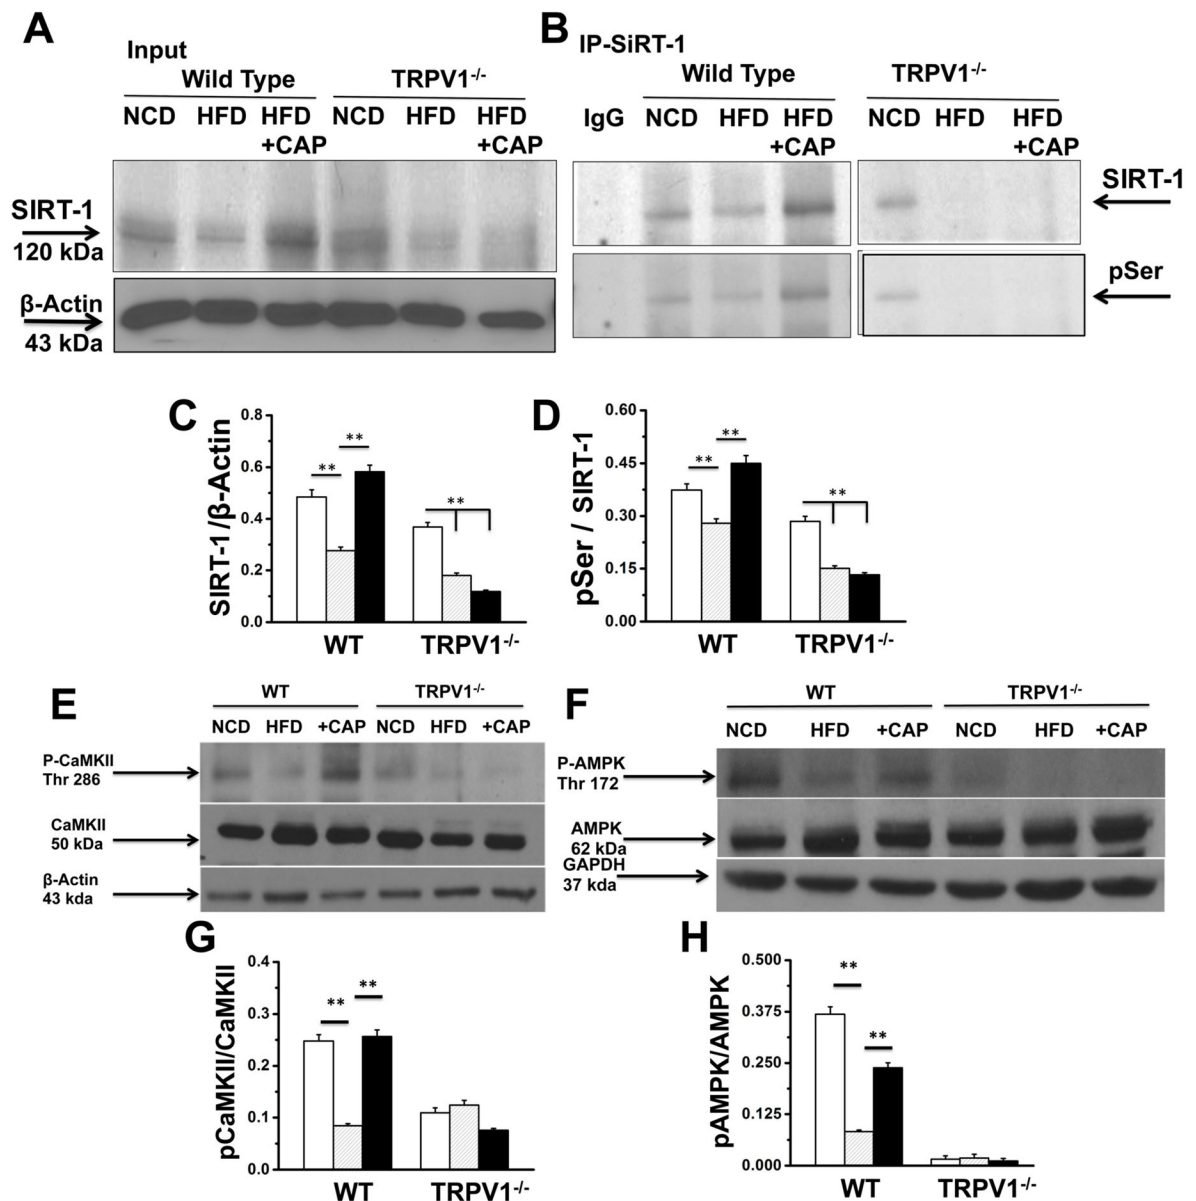 A
Input
Wild Type
TRPV1-/-
NCD
HFD
HFD
+CAP
NCD
HFD
HFD
+CAP
SIRT-1
120 kDa
β-Actin
43 kDa
B
IP-SiRT-1
Wild Type
TRPV1-/-
IgG
NCD
HFD
HFD
+CAP
NCD
HFD
HFD
+CAP
SIRT-1
pSer
C
SIRT-1/β-Actin
0.8
0.6
0.4
0.2
0.0
**
**
**
WT
TRPV1-/-
D
pSer / SIRT-1
0.60
0.45
0.30
0.15
0.00
**
**
**
WT
TRPV1-/-
E
WT
TRPV1-/-
NCD
HFD
+CAP
NCD
HFD
+CAP
P-CaMKII
Thr 286
CaMKII
50 kDa
β-Actin
43 kda
F
WT
TRPV1-/-
NCD
HFD
+CAP
NCD
HFD
+CAP
P-AMPK
Thr 172
AMPK
62 kDa
GAPDH
37 kda
G
pCaMKII/CaMKII
0.4
0.3
0.2
0.1
0.0
**
**
WT
TRPV1-/-
H
pAMPK/AMPK
0.500
0.375
0.250
0.125
0.000
**
**
WT
TRPV1-/-